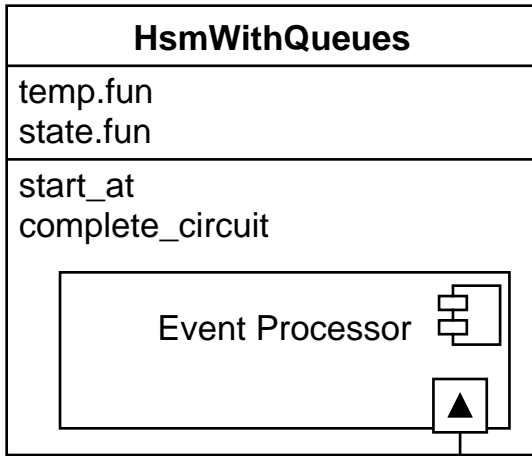 HsmWithQueues
temp.fun
state.fun
start_at
complete_circuit
Event Processor